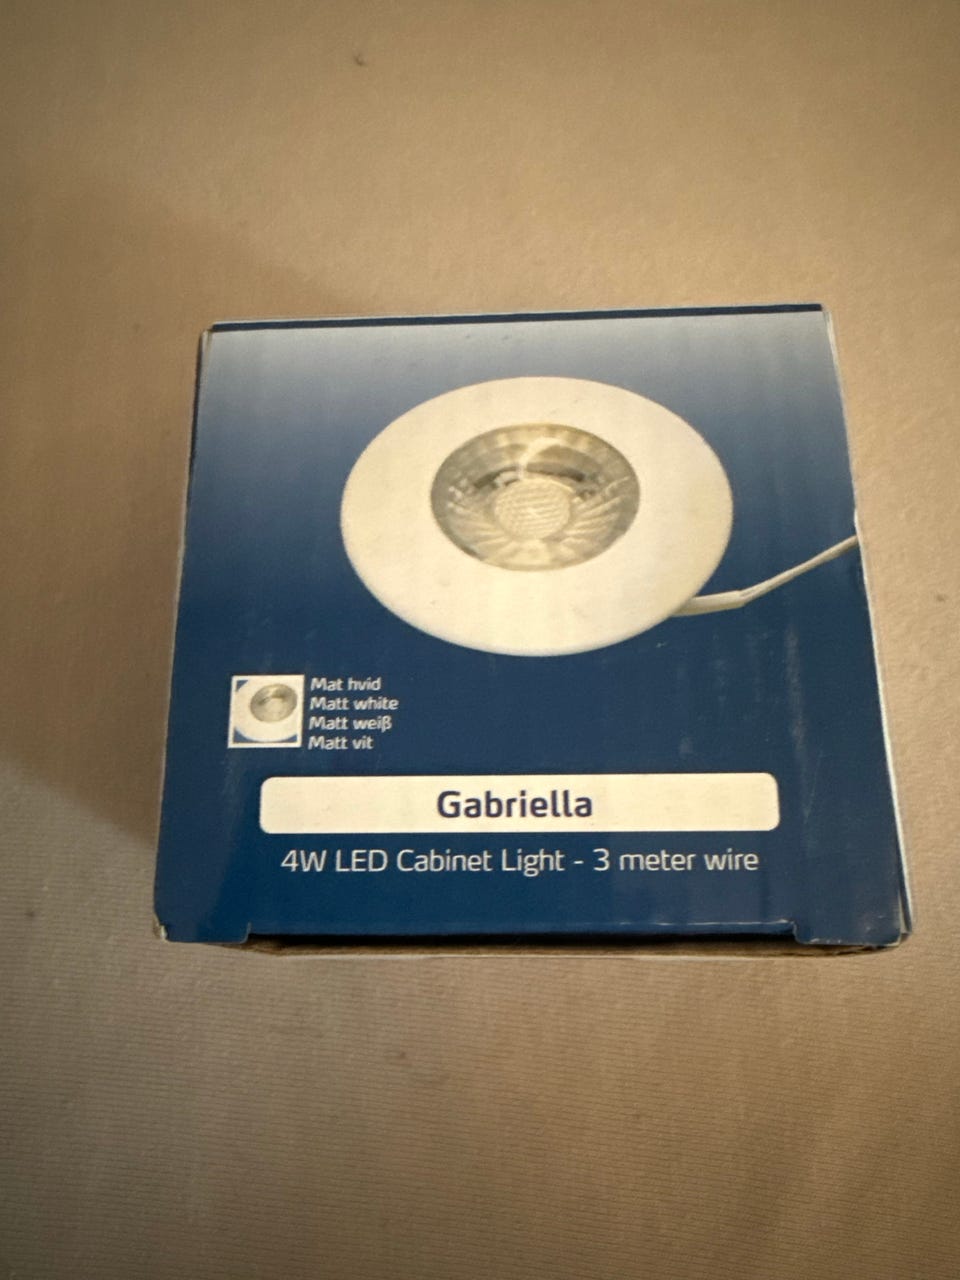 Mat hvid
Matt white
Matt weiß
Matt vit
Gabriella
4W LED Cabinet Light - 3 meter wire